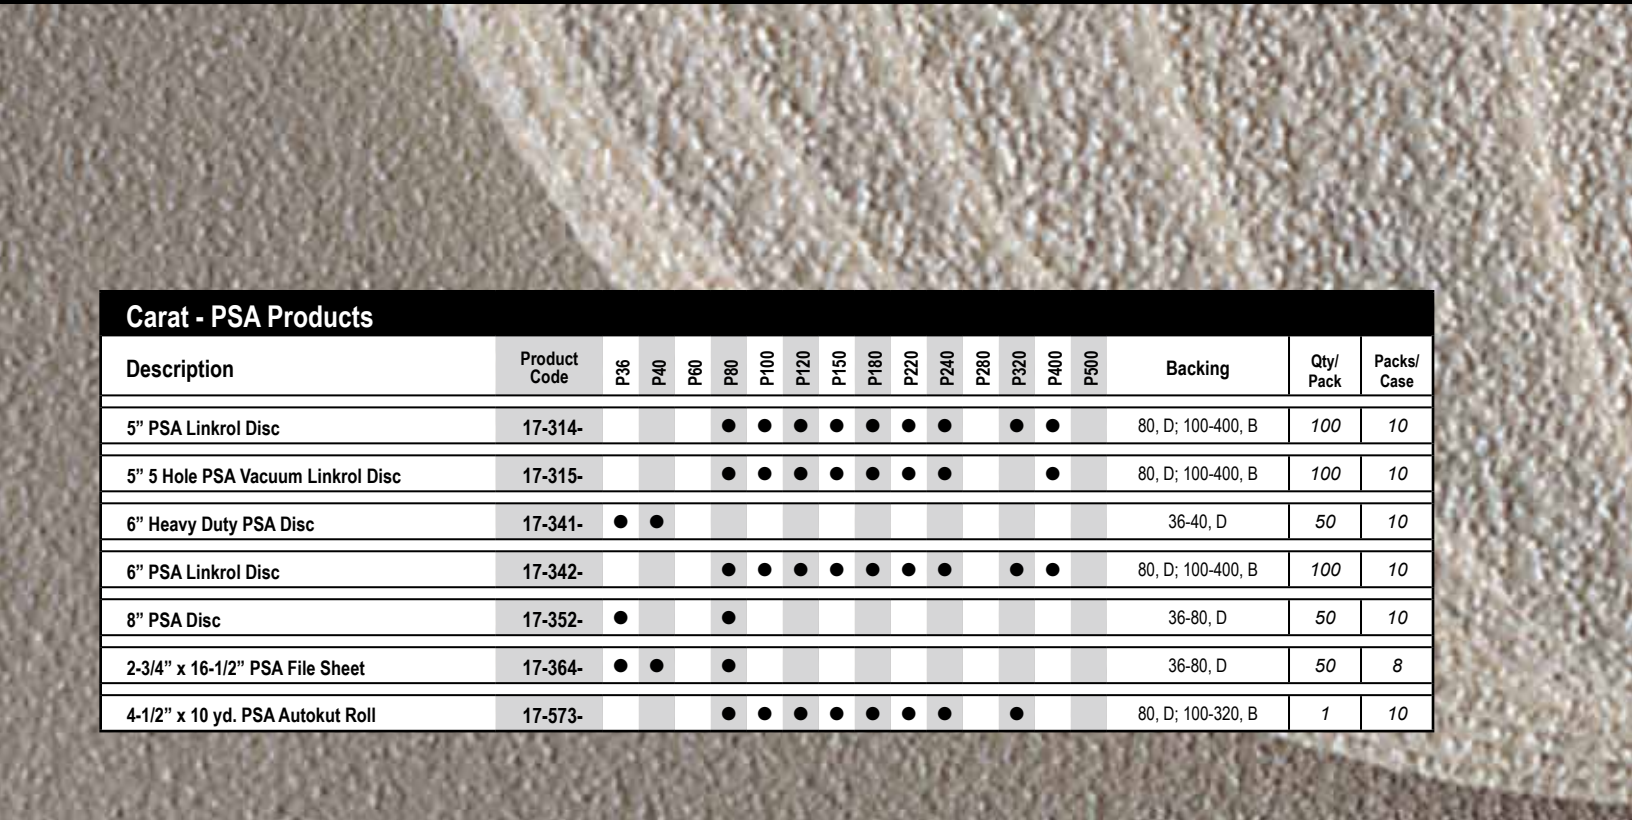 Carat - PSA Products
Description Product Code P36 P40 P60 P80 P100 P120 P150 P180 P220 P240 P280 P320 P400 P500 Backing Qty/ Pack Packs/ Case
5” PSA Linkrol Disc 17-314- ● ● ● ● ● ● ● ● ● 80, D; 100-400, B 100 10
5” 5 Hole PSA Vacuum Linkrol Disc 17-315- ● ● ● ● ● ● ● ● 80, D; 100-400, B 100 10
6” Heavy Duty PSA Disc 17-341- ● ● 36-40, D 50 10
6” PSA Linkrol Disc 17-342- ● ● ● ● ● ● ● ● ● 80, D; 100-400, B 100 10
8” PSA Disc 17-352- ● ● 36-80, D 50 10
2-3/4” x 16-1/2” PSA File Sheet 17-364- ● ● ● 36-80, D 50 8
4-1/2” x 10 yd. PSA Autokut Roll 17-573- ● ● ● ● ● ● ● ● 80, D; 100-320, B 1 10